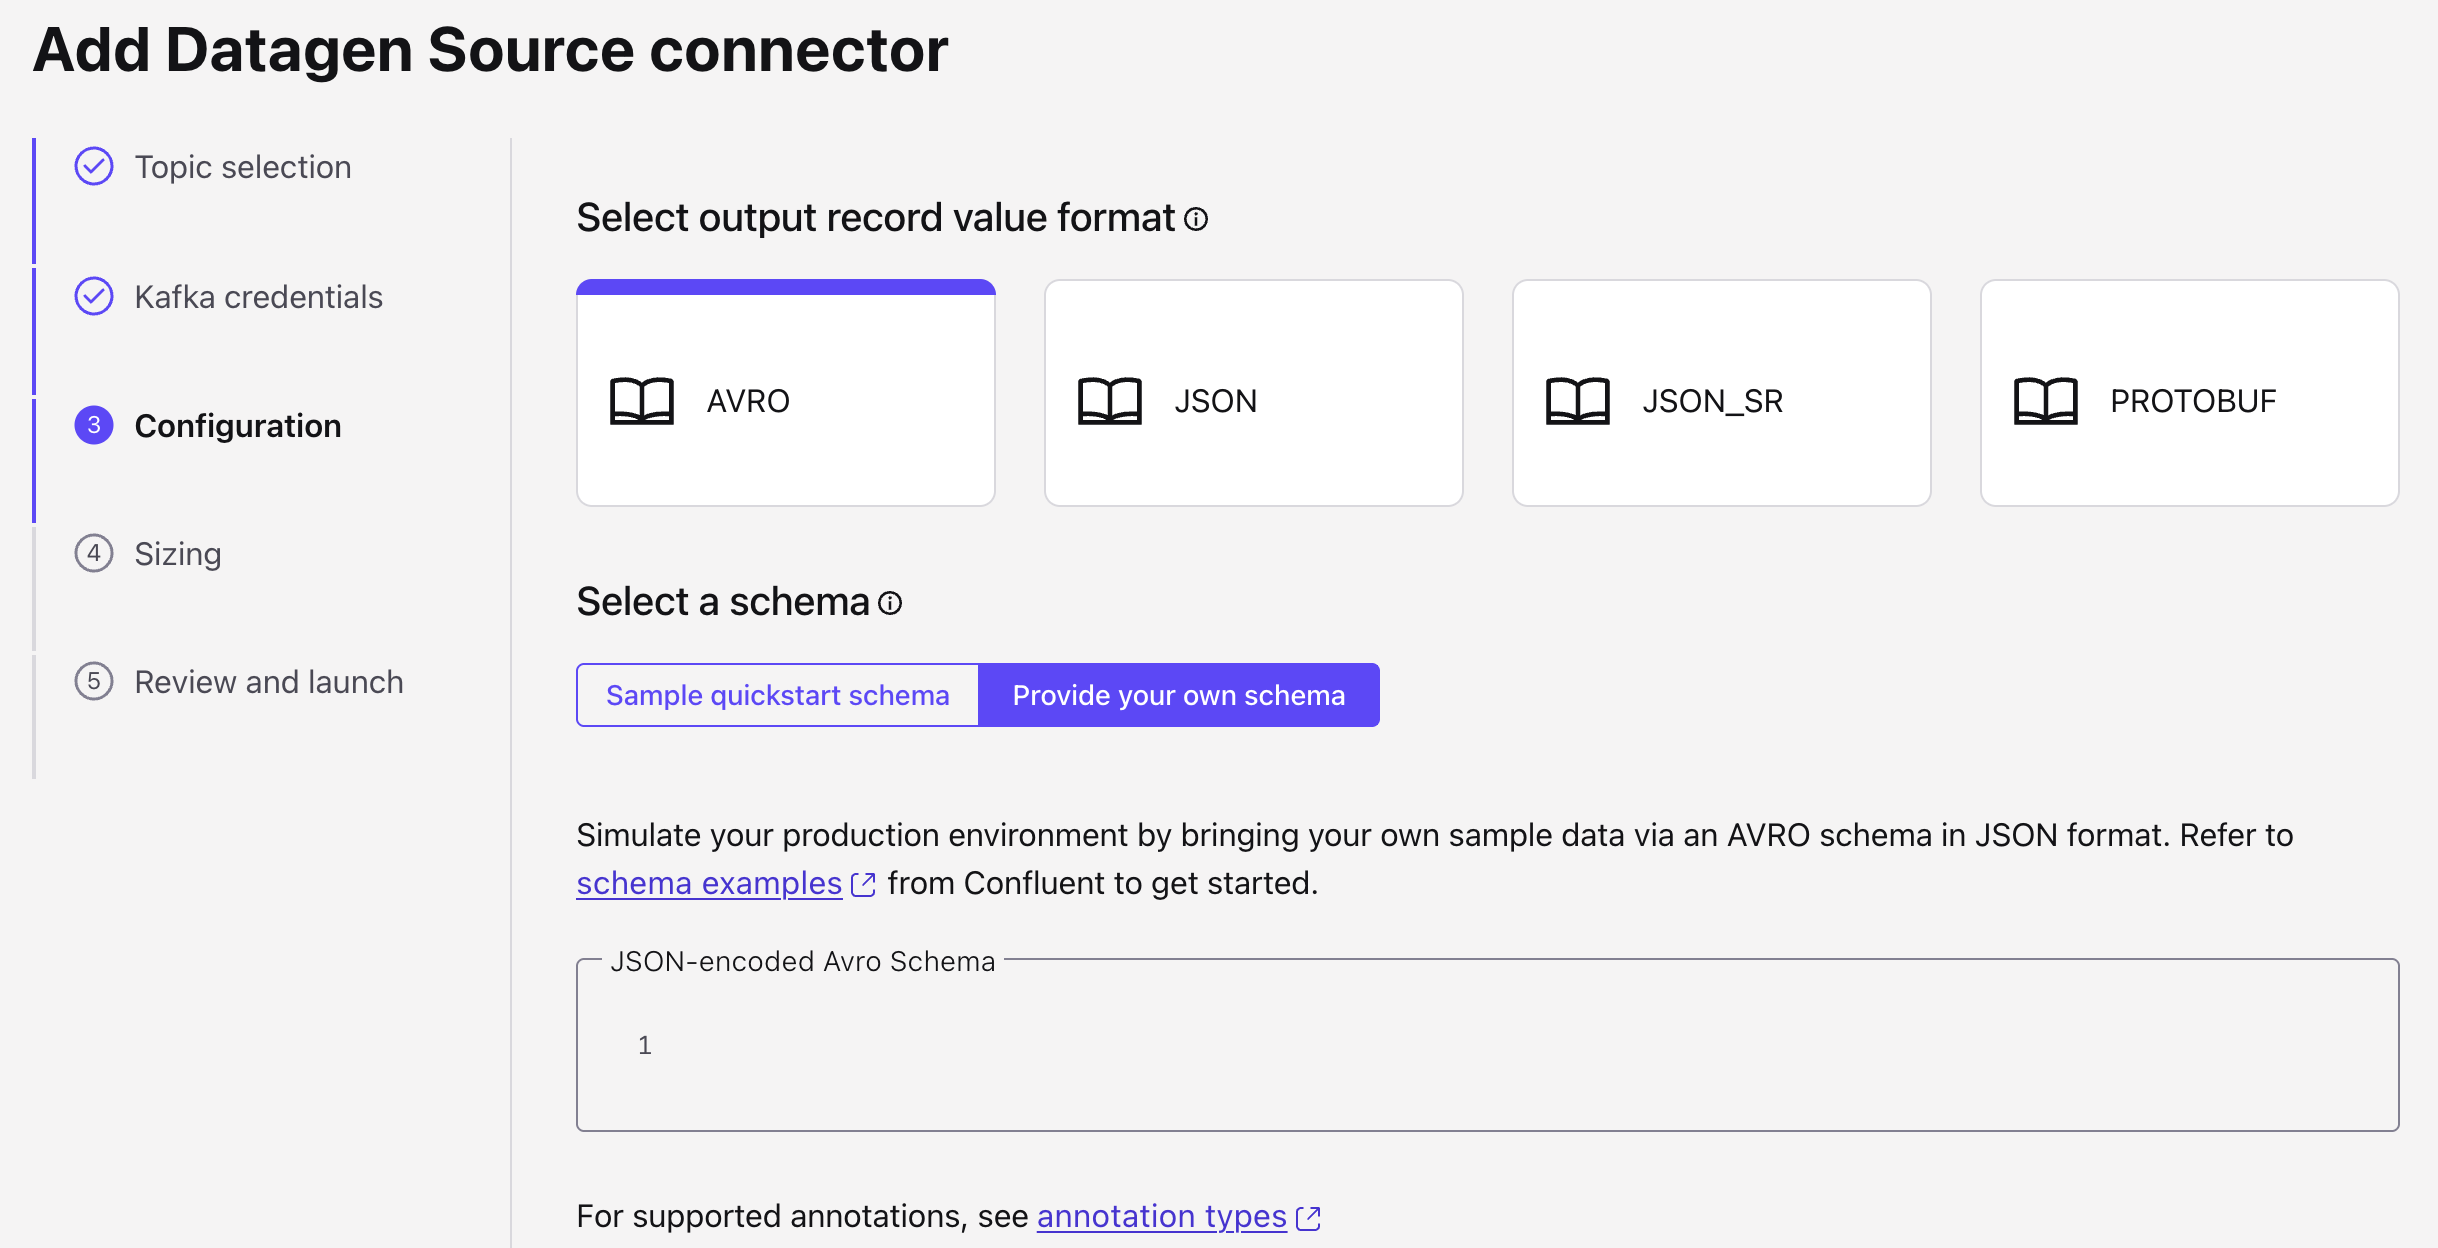 Add Datagen Source connector
Topic selection
Kafka credentials
3 Configuration
4 Sizing
5 Review and launch
Select output record value format
AVRO
JSON
JSON_SR
PROTOBUF
Select a schema
Sample quickstart schema
Provide your own schema
Simulate your production environment by bringing your own sample data via an AVRO schema in JSON format. Refer to
schema examples from Confluent to get started.
JSON-encoded Avro Schema
1
For supported annotations, see annotation types